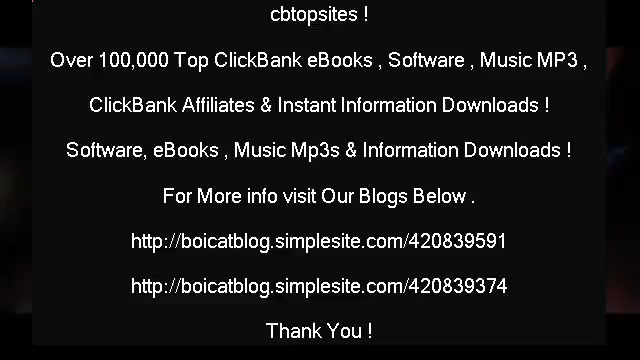 cbtopsites !
Over 100,000 Top ClickBank eBooks , Software , Music MP3 ,
ClickBank Affiliates & Instant Information Downloads !
Software, eBooks , Music Mp3s & Information Downloads !
For More info visit Our Blogs Below .
http://boicatblog.simplesite.com/420839591
http://boicatblog.simplesite.com/420839374
Thank You !